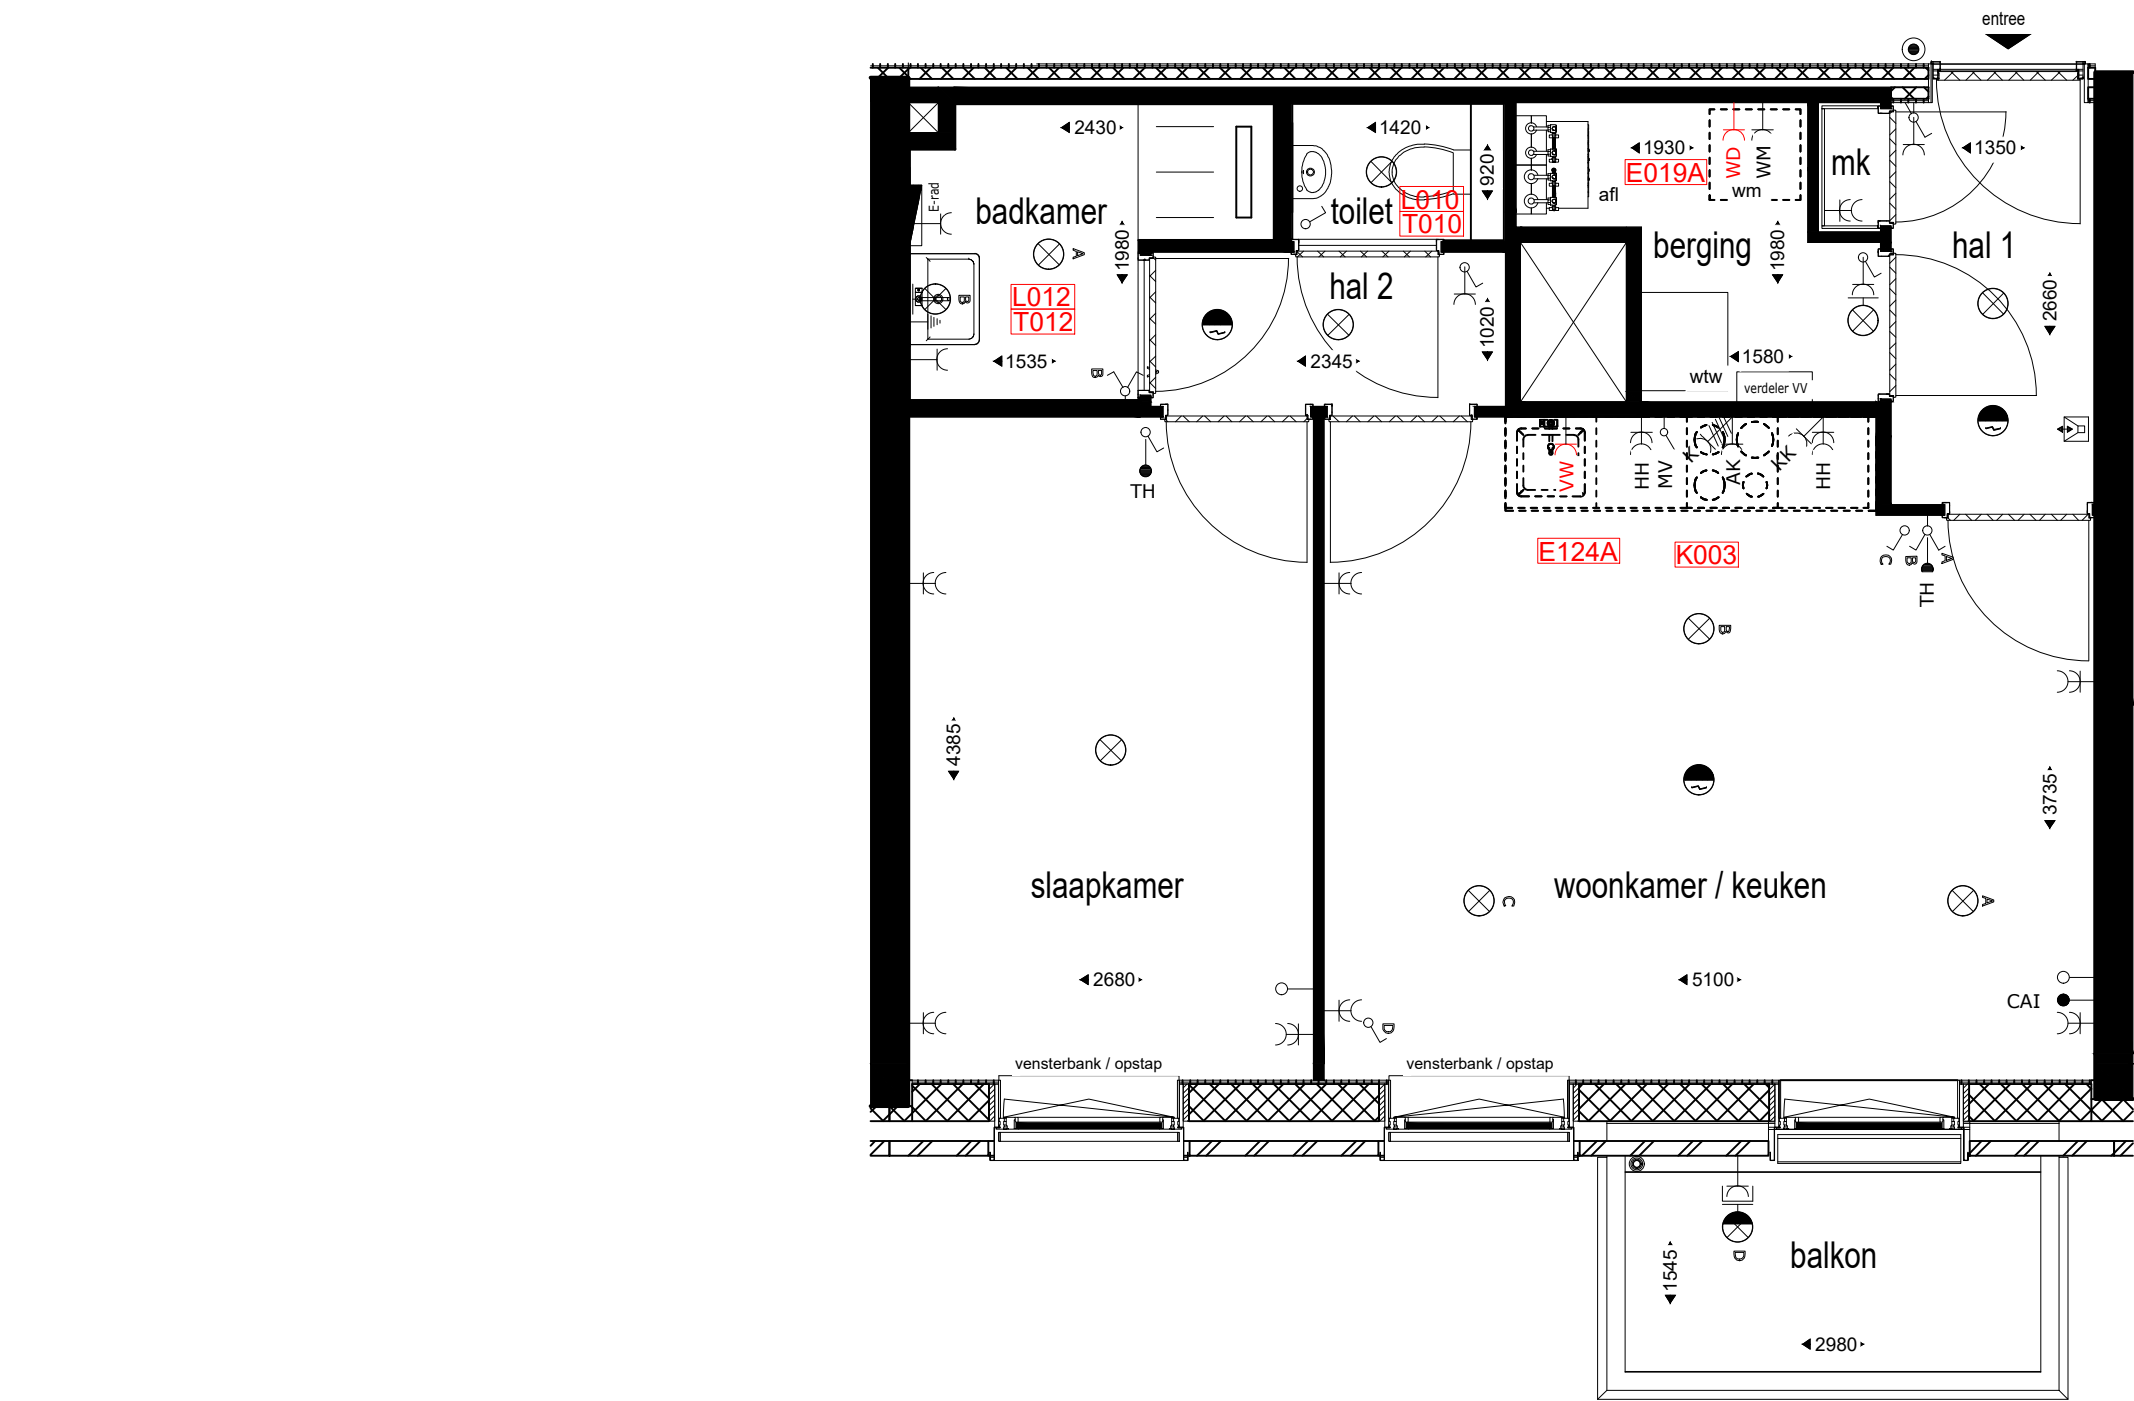 entree
2430
1420
920
1930
E019A
WD
WM
wm
afl
mk
1350
E-rad
badkamer
A
1980
toilet
L010
T010
berging
1980
hal 1
hal 2
B
L012
T012
1535
B
2345
1020
1580
wtw
verdeler VV
2660
TH
VW
HH
MV
K
AK
KK
HH
E124A
K003
C
B
A
TH
B
4385
3735
slaapkamer
woonkamer / keuken
C
A
2680
5100
CAI
D
vensterbank / opstap
vensterbank / opstap
D
balkon
1545
2980